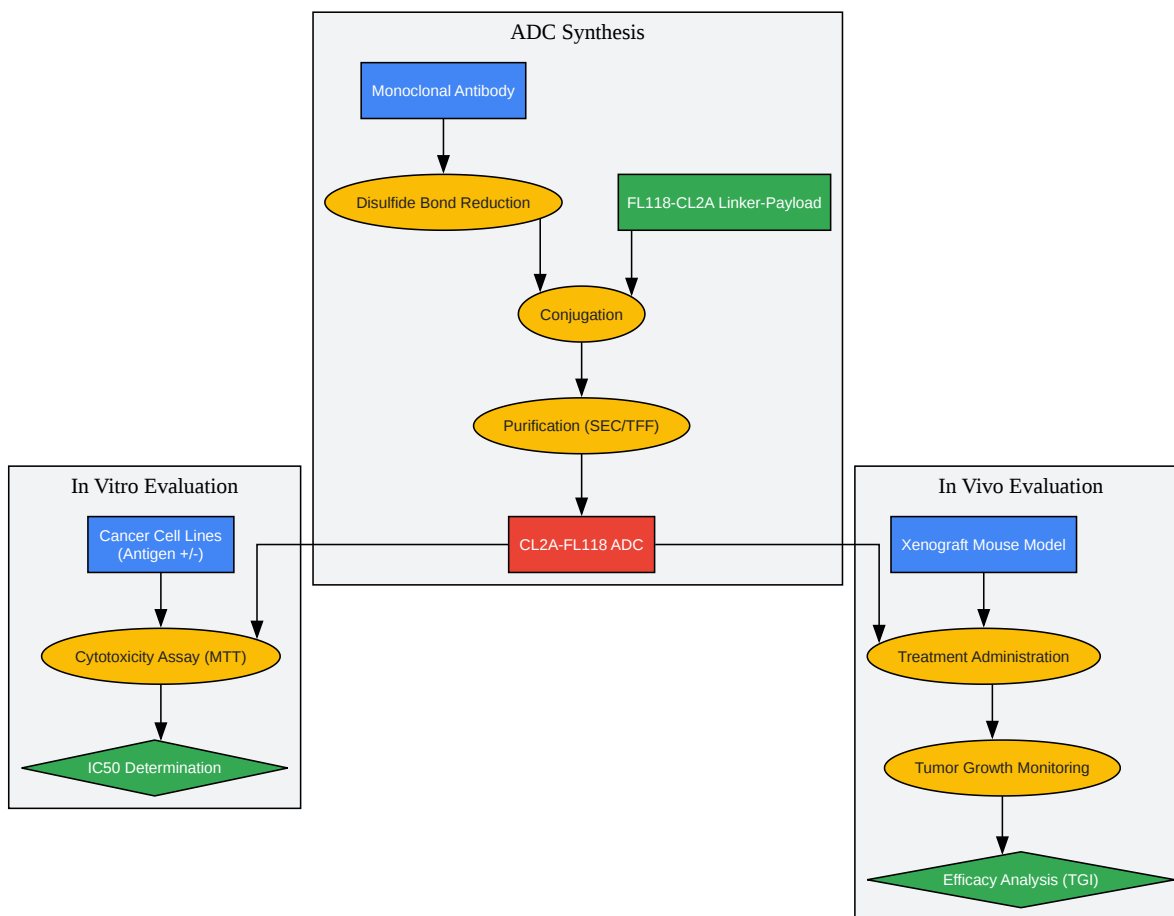 ADC Synthesis
Monoclonal Antibody
Disulfide Bond Reduction
FL118-CL2A Linker-Payload
Conjugation
Purification (SEC/TFF)
CL2A-FL118 ADC
In Vitro Evaluation
Cancer Cell Lines
(Antigen +/-)
Cytotoxicity Assay (MTT)
IC50 Determination
In Vivo Evaluation
Xenograft Mouse Model
Treatment Administration
Tumor Growth Monitoring
Efficacy Analysis (TGI)